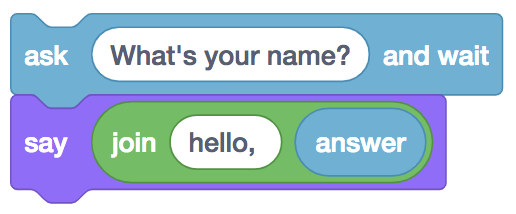 ask What's your name? and wait
say join hello, answer